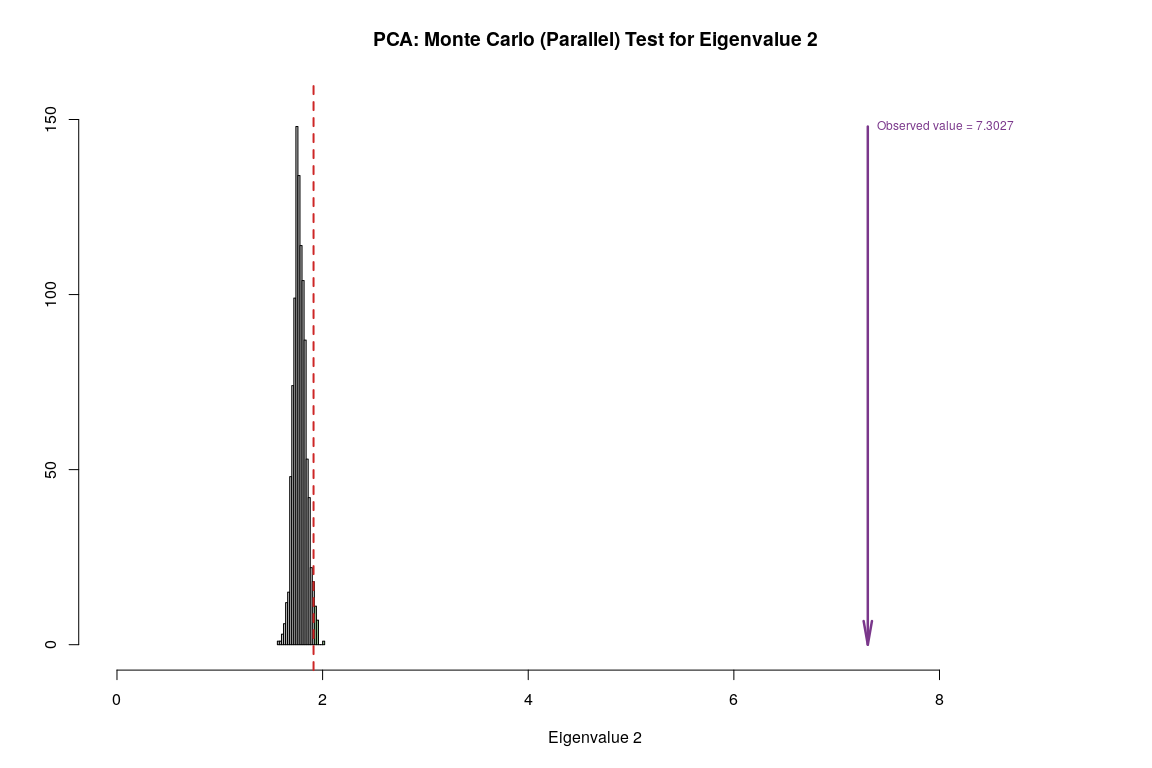 PCA: Monte Carlo (Parallel) Test for Eigenvalue 2
150
100
50
0
Observed value = 7.3027
0 2 4 6 8
Eigenvalue 2